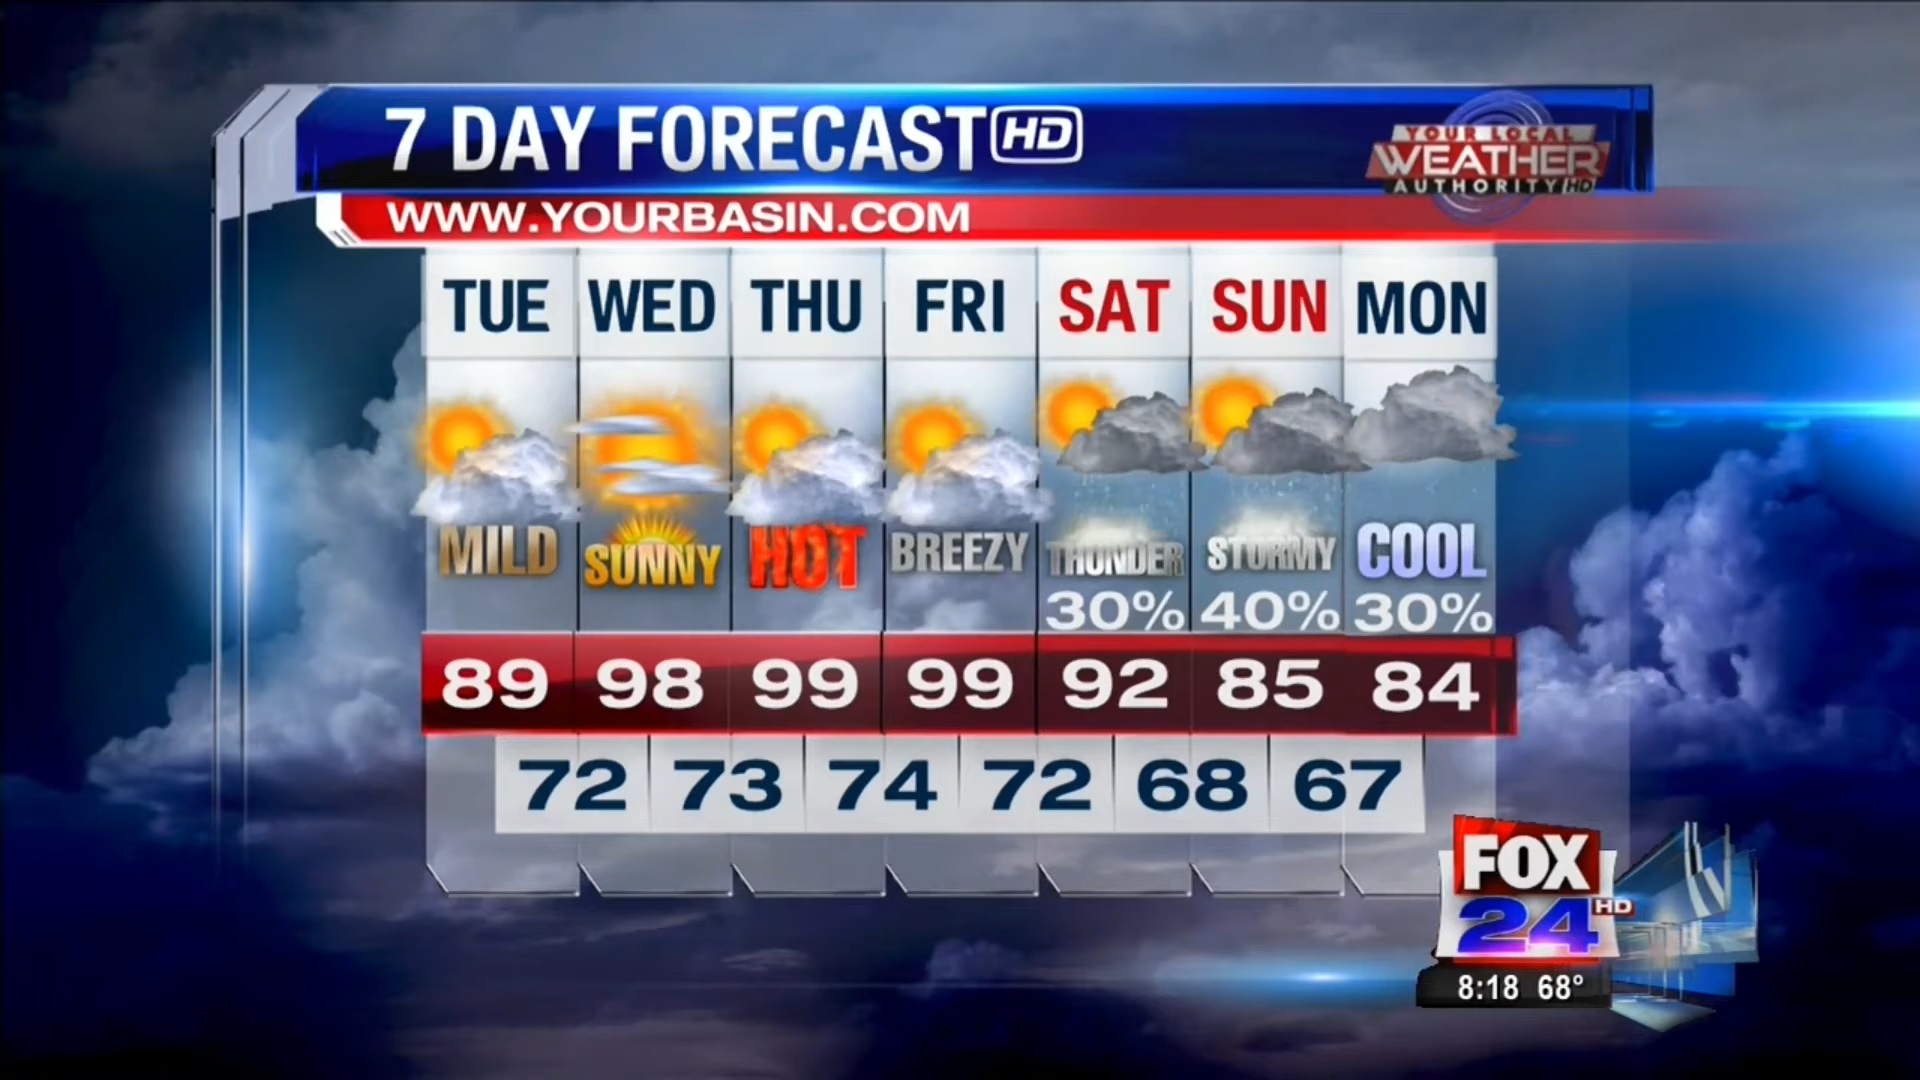 7 DAY FORECAST HD
YOUR LOCAL
WEATHER
AUTHORITY HD
WWW.YOURBASIN.COM
TUE WED THU FRI SAT SUN MON
MILD SUNNY HOT BREEZY THUNDER STORMY COOL
30% 40% 30%
89 98 99 99 92 85 84
72 73 74 72 68 67
FOX
24 HD
8:18 68°